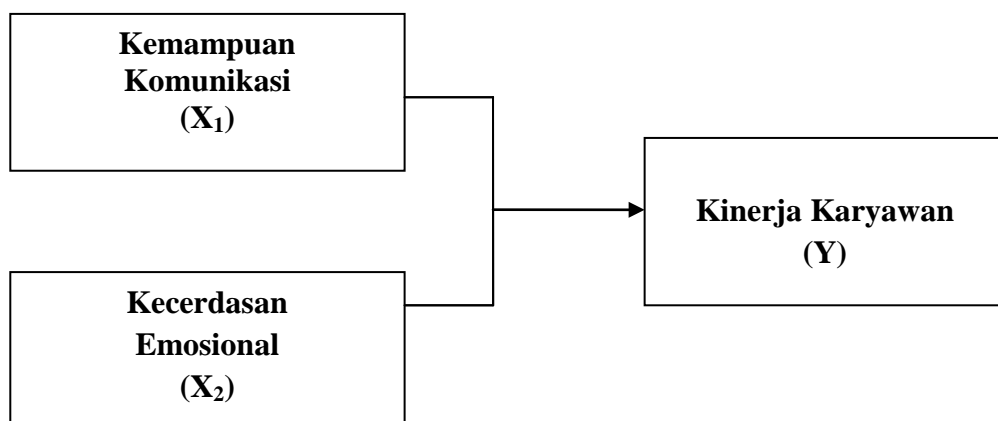 Kemampuan
Komunikasi
(X₁)
Kecerdasan
Emosional
(X₂)
Kinerja Karyawan
(Y)